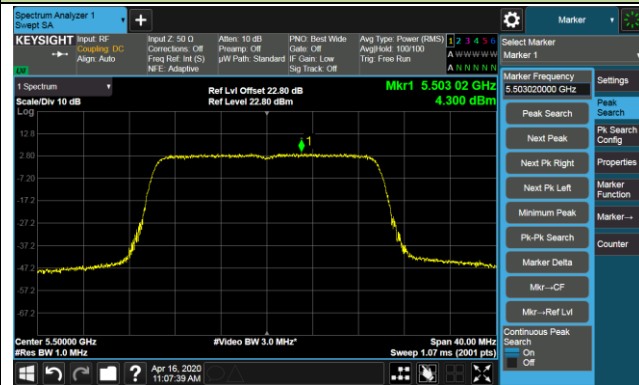 Spectrum Analyzer 1
Swept SA
+
Marker
KEYSIGHT
Input: RF
Coupling: DC
Align: Auto
Input Z: 50 Ω
Corrections: Off
Freq Ref: Int (S)
NFE: Adaptive
Atten: 10 dB
Preamp: Off
µW Path: Standard
PNO: Best Wide
Gate: Off
IF Gain: Low
Sig Track: Off
Avg Type: Power (RMS)
Avg|Hold: 100/100
Trig: Free Run
1 2 3 4 5 6
A W W W W W
A N N N N N
LXI
Select Marker
Marker 1
1 Spectrum
Scale/Div 10 dB
Log
Ref Lvl Offset 22.80 dB
Ref Level 22.80 dBm
Mkr1 5.503 02 GHz
4.300 dBm
1
12.8
2.80
-7.20
-17.2
-27.2
-37.2
-47.2
-57.2
-67.2
Center 5.50000 GHz
#Res BW 1.0 MHz
#Video BW 3.0 MHz*
Span 40.00 MHz
Sweep 1.07 ms (2001 pts)
Marker Frequency
5.503020000 GHz
Peak Search
Next Peak
Next Pk Right
Next Pk Left
Minimum Peak
Pk-Pk Search
Marker Delta
Mkr→CF
Mkr→Ref Lvl
Continuous Peak
Search
On
Off
Settings
Peak
Search
Pk Search
Config
Properties
Marker
Function
Marker→
Counter
?
Apr 16, 2020
11:07:39 AM